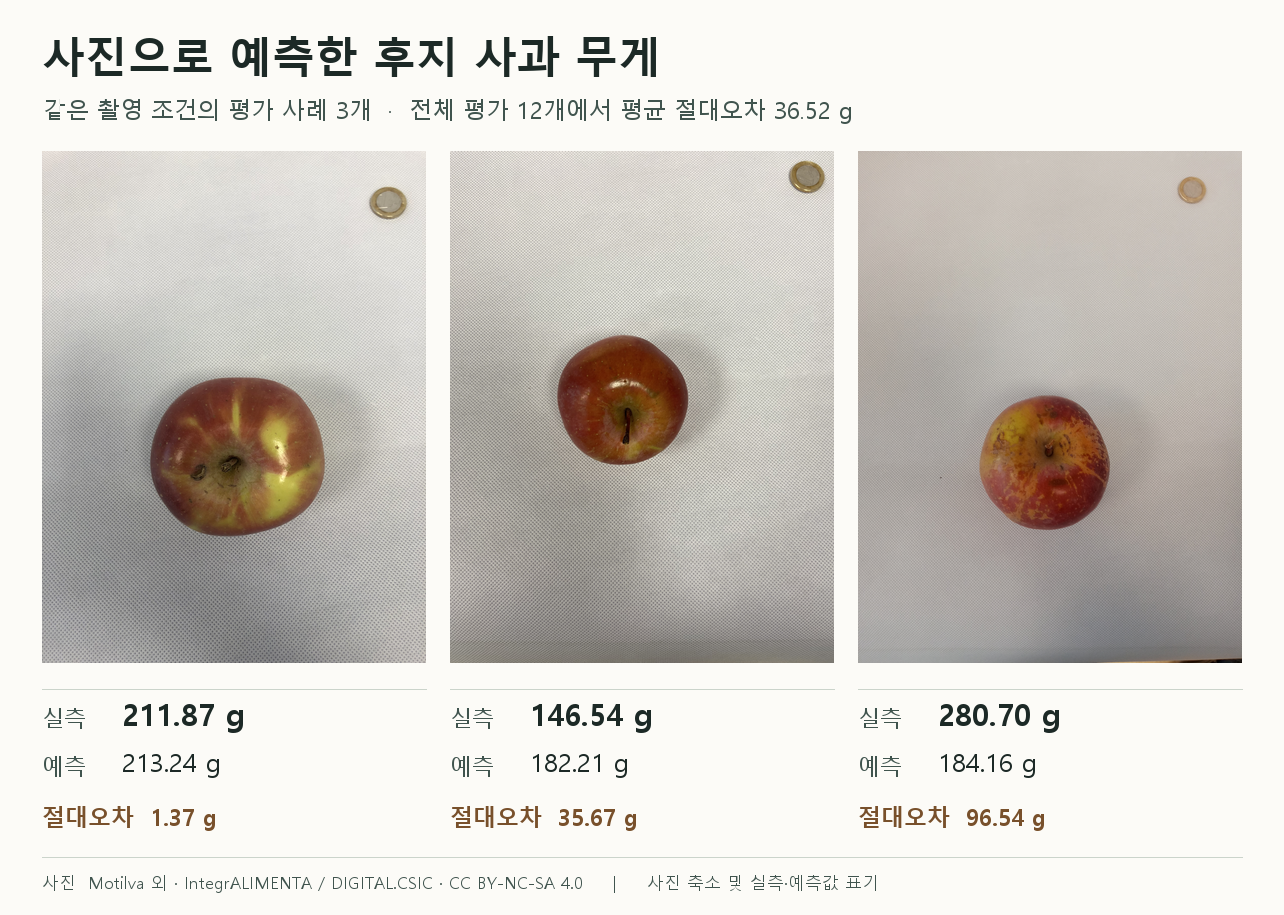 사진으로 예측한 후지 사과 무게
같은 촬영 조건의 평가 사례 3개 · 전체 평가 12개에서 평균 절대오차 36.52 g
실측 211.87 g
예측 213.24 g
절대오차 1.37 g
실측 146.54 g
예측 182.21 g
절대오차 35.67 g
실측 280.70 g
예측 184.16 g
절대오차 96.54 g
사진 Motilva 외 · IntegrALIMENTA / DIGITAL.CSIC · CC BY-NC-SA 4.0 | 사진 축소 및 실측·예측값 표기